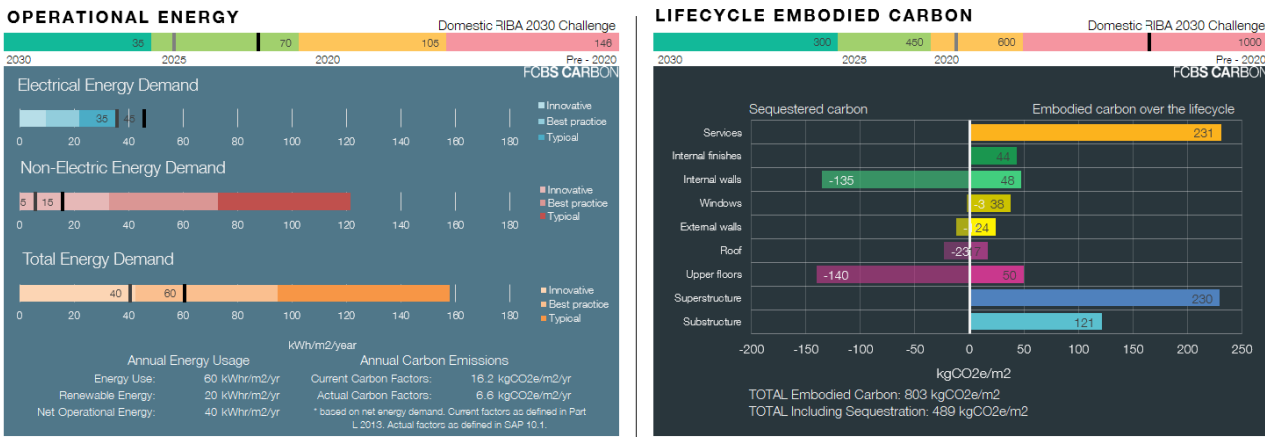 OPERATIONAL ENERGY
Domestic RIBA 2030 Challenge
35 70 105 146
2030 2025 2020 Pre - 2020
FCBS CARBON
Electrical Energy Demand
Innovative
35 45
Best practice
Typical
0 20 40 60 80 100 120 140 160 180
Non-Electric Energy Demand
Innovative
5 15
Best practice
Typical
0 20 40 60 80 100 120 140 160 180
Total Energy Demand
Innovative
40 60
Best practice
Typical
0 20 40 60 80 100 120 140 160 180
kWh/m2/year
Annual Energy Usage
Energy Use: 60 kWhr/m2/yr
Renewable Energy: 20 kWhr/m2/yr
Net Operational Energy: 40 kWhr/m2/yr
Annual Carbon Emissions
Current Carbon Factors: 16.2 kgCO2e/m2/yr
Actual Carbon Factors: 6.6 kgCO2e/m2/yr
* based on net energy demand. Current factors as defined in Part
L 2013. Actual factors as defined in SAP 10.1.
LIFECYCLE EMBODIED CARBON
Domestic RIBA 2030 Challenge
300 450 600 1000
2030 2025 2020 Pre - 2020
FCBS CARBON
Sequestered carbon Embodied carbon over the lifecycle
Services 231
Internal finishes 44
Internal walls -135 48
Windows -3 38
External walls 24
Roof -23
Upper floors -140 50
Superstructure 230
Substructure 121
-200 -150 -100 -50 0 50 100 150 200 250
kgCO2e/m2
TOTAL Embodied Carbon: 803 kgCO2e/m2
TOTAL Including Sequestration: 489 kgCO2e/m2